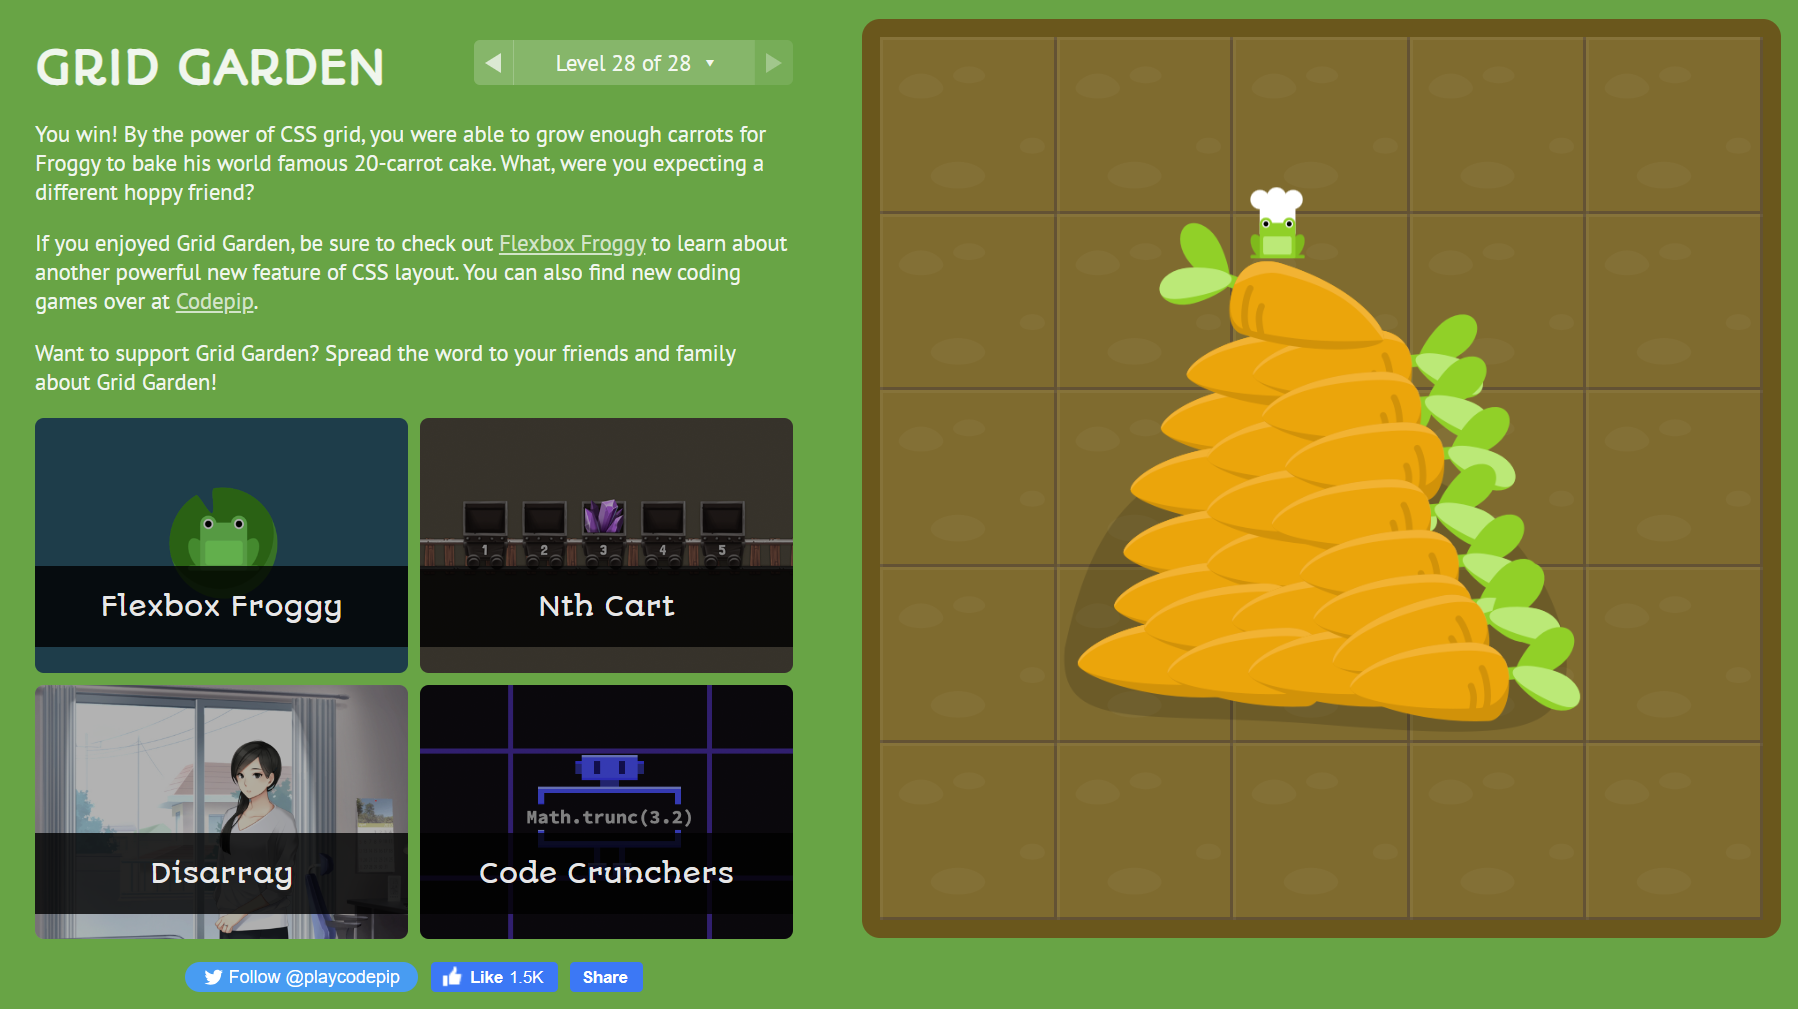 GRID GARDEN
Level 28 of 28
You win! By the power of CSS grid, you were able to grow enough carrots for
Froggy to bake his world famous 20-carrot cake. What, were you expecting a
different hoppy friend?
If you enjoyed Grid Garden, be sure to check out Flexbox Froggy to learn about
another powerful new feature of CSS layout. You can also find new coding
games over at Codepip.
Want to support Grid Garden? Spread the word to your friends and family
about Grid Garden!
1 2 3 4 5
Flexbox Froggy
Nth Cart
Math.trunc(3.2)
Disarray
Code Crunchers
Follow @playcodepip
Like 1.5K
Share